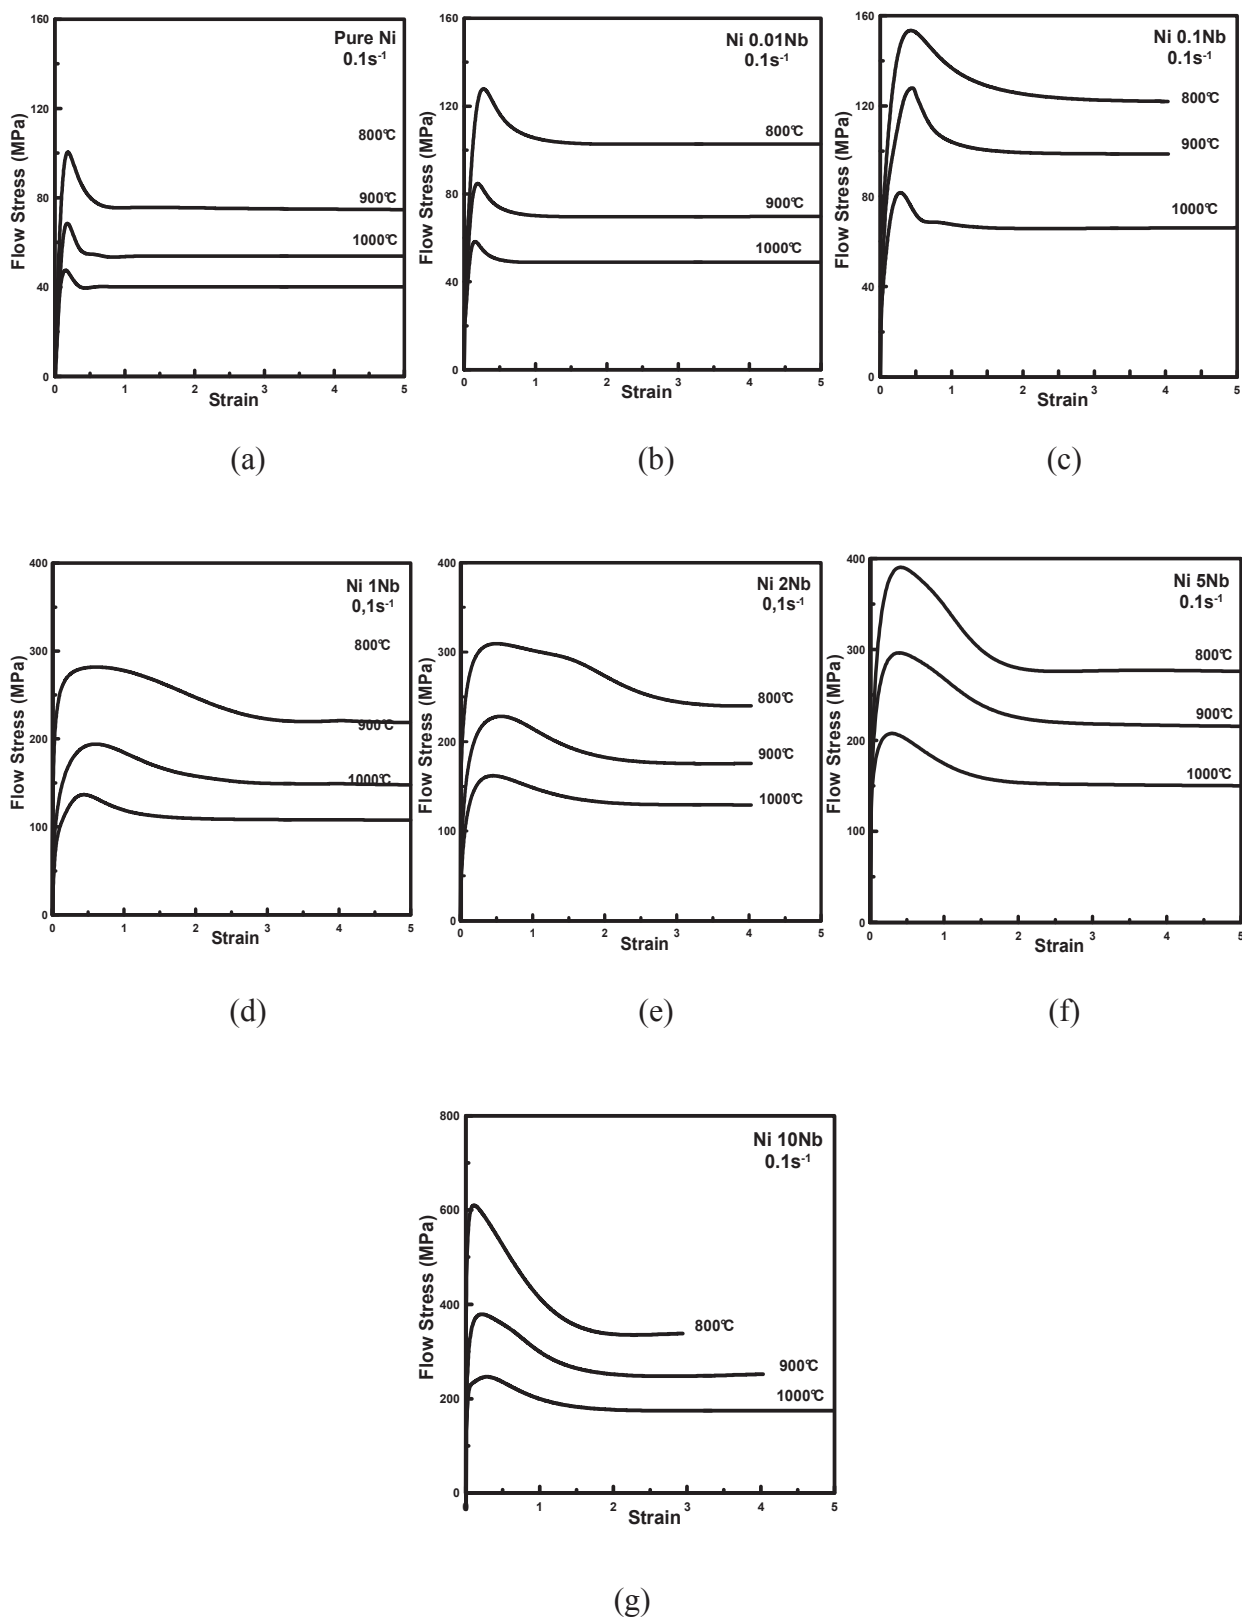 160
120
80
40
0
Flow Stress (MPa)
Pure Ni
0.1s-1
800°C
900°C
1000°C
0 1 2 3 4 5
Strain
(a)
160
120
80
40
0
Flow Stress (MPa)
Ni 0.01Nb
0.1s-1
800°C
900°C
1000°C
0 1 2 3 4 5
Strain
(b)
160
120
80
40
0
Flow Stress (MPa)
Ni 0.1Nb
0.1s-1
800°C
900°C
1000°C
0 1 2 3 4 5
Strain
(c)
400
300
200
100
0
Flow Stress (MPa)
Ni 1Nb
0,1s-1
800°C
900°C
1000°C
0 1 2 3 4 5
Strain
(d)
400
300
200
100
0
Flow Stress (MPa)
Ni 2Nb
0,1s-1
800°C
900°C
1000°C
0 1 2 3 4 5
Strain
(e)
400
300
200
100
0
Flow Stress (MPa)
Ni 5Nb
0.1s-1
800°C
900°C
1000°C
0 1 2 3 4 5
Strain
(f)
800
600
400
200
0
Flow Stress (MPa)
Ni 10Nb
0.1s-1
800°C
900°C
1000°C
0 1 2 3 4 5
Strain
(g)